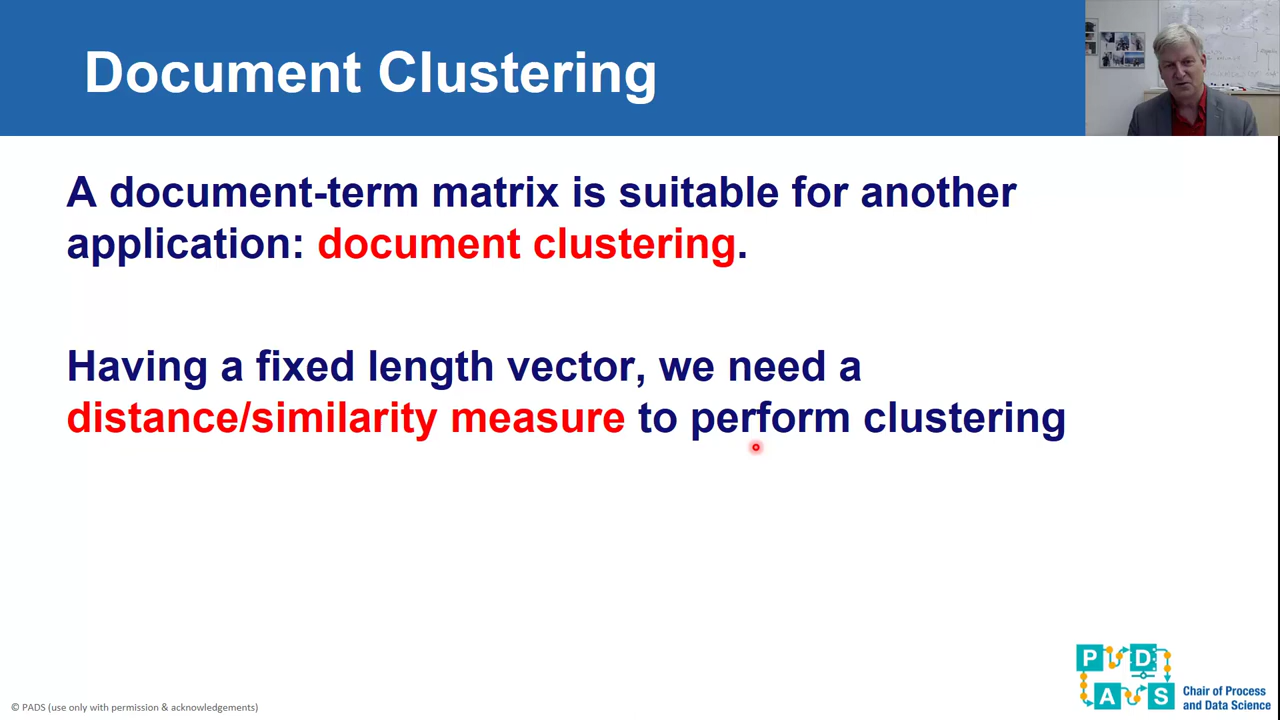 Document Clustering
A document-term matrix is suitable for another
application: document clustering.
Having a fixed length vector, we need a
distance/similarity measure to perform clustering
P D
A S
Chair of Process
and Data Science
© PADS (use only with permission & acknowledgements)